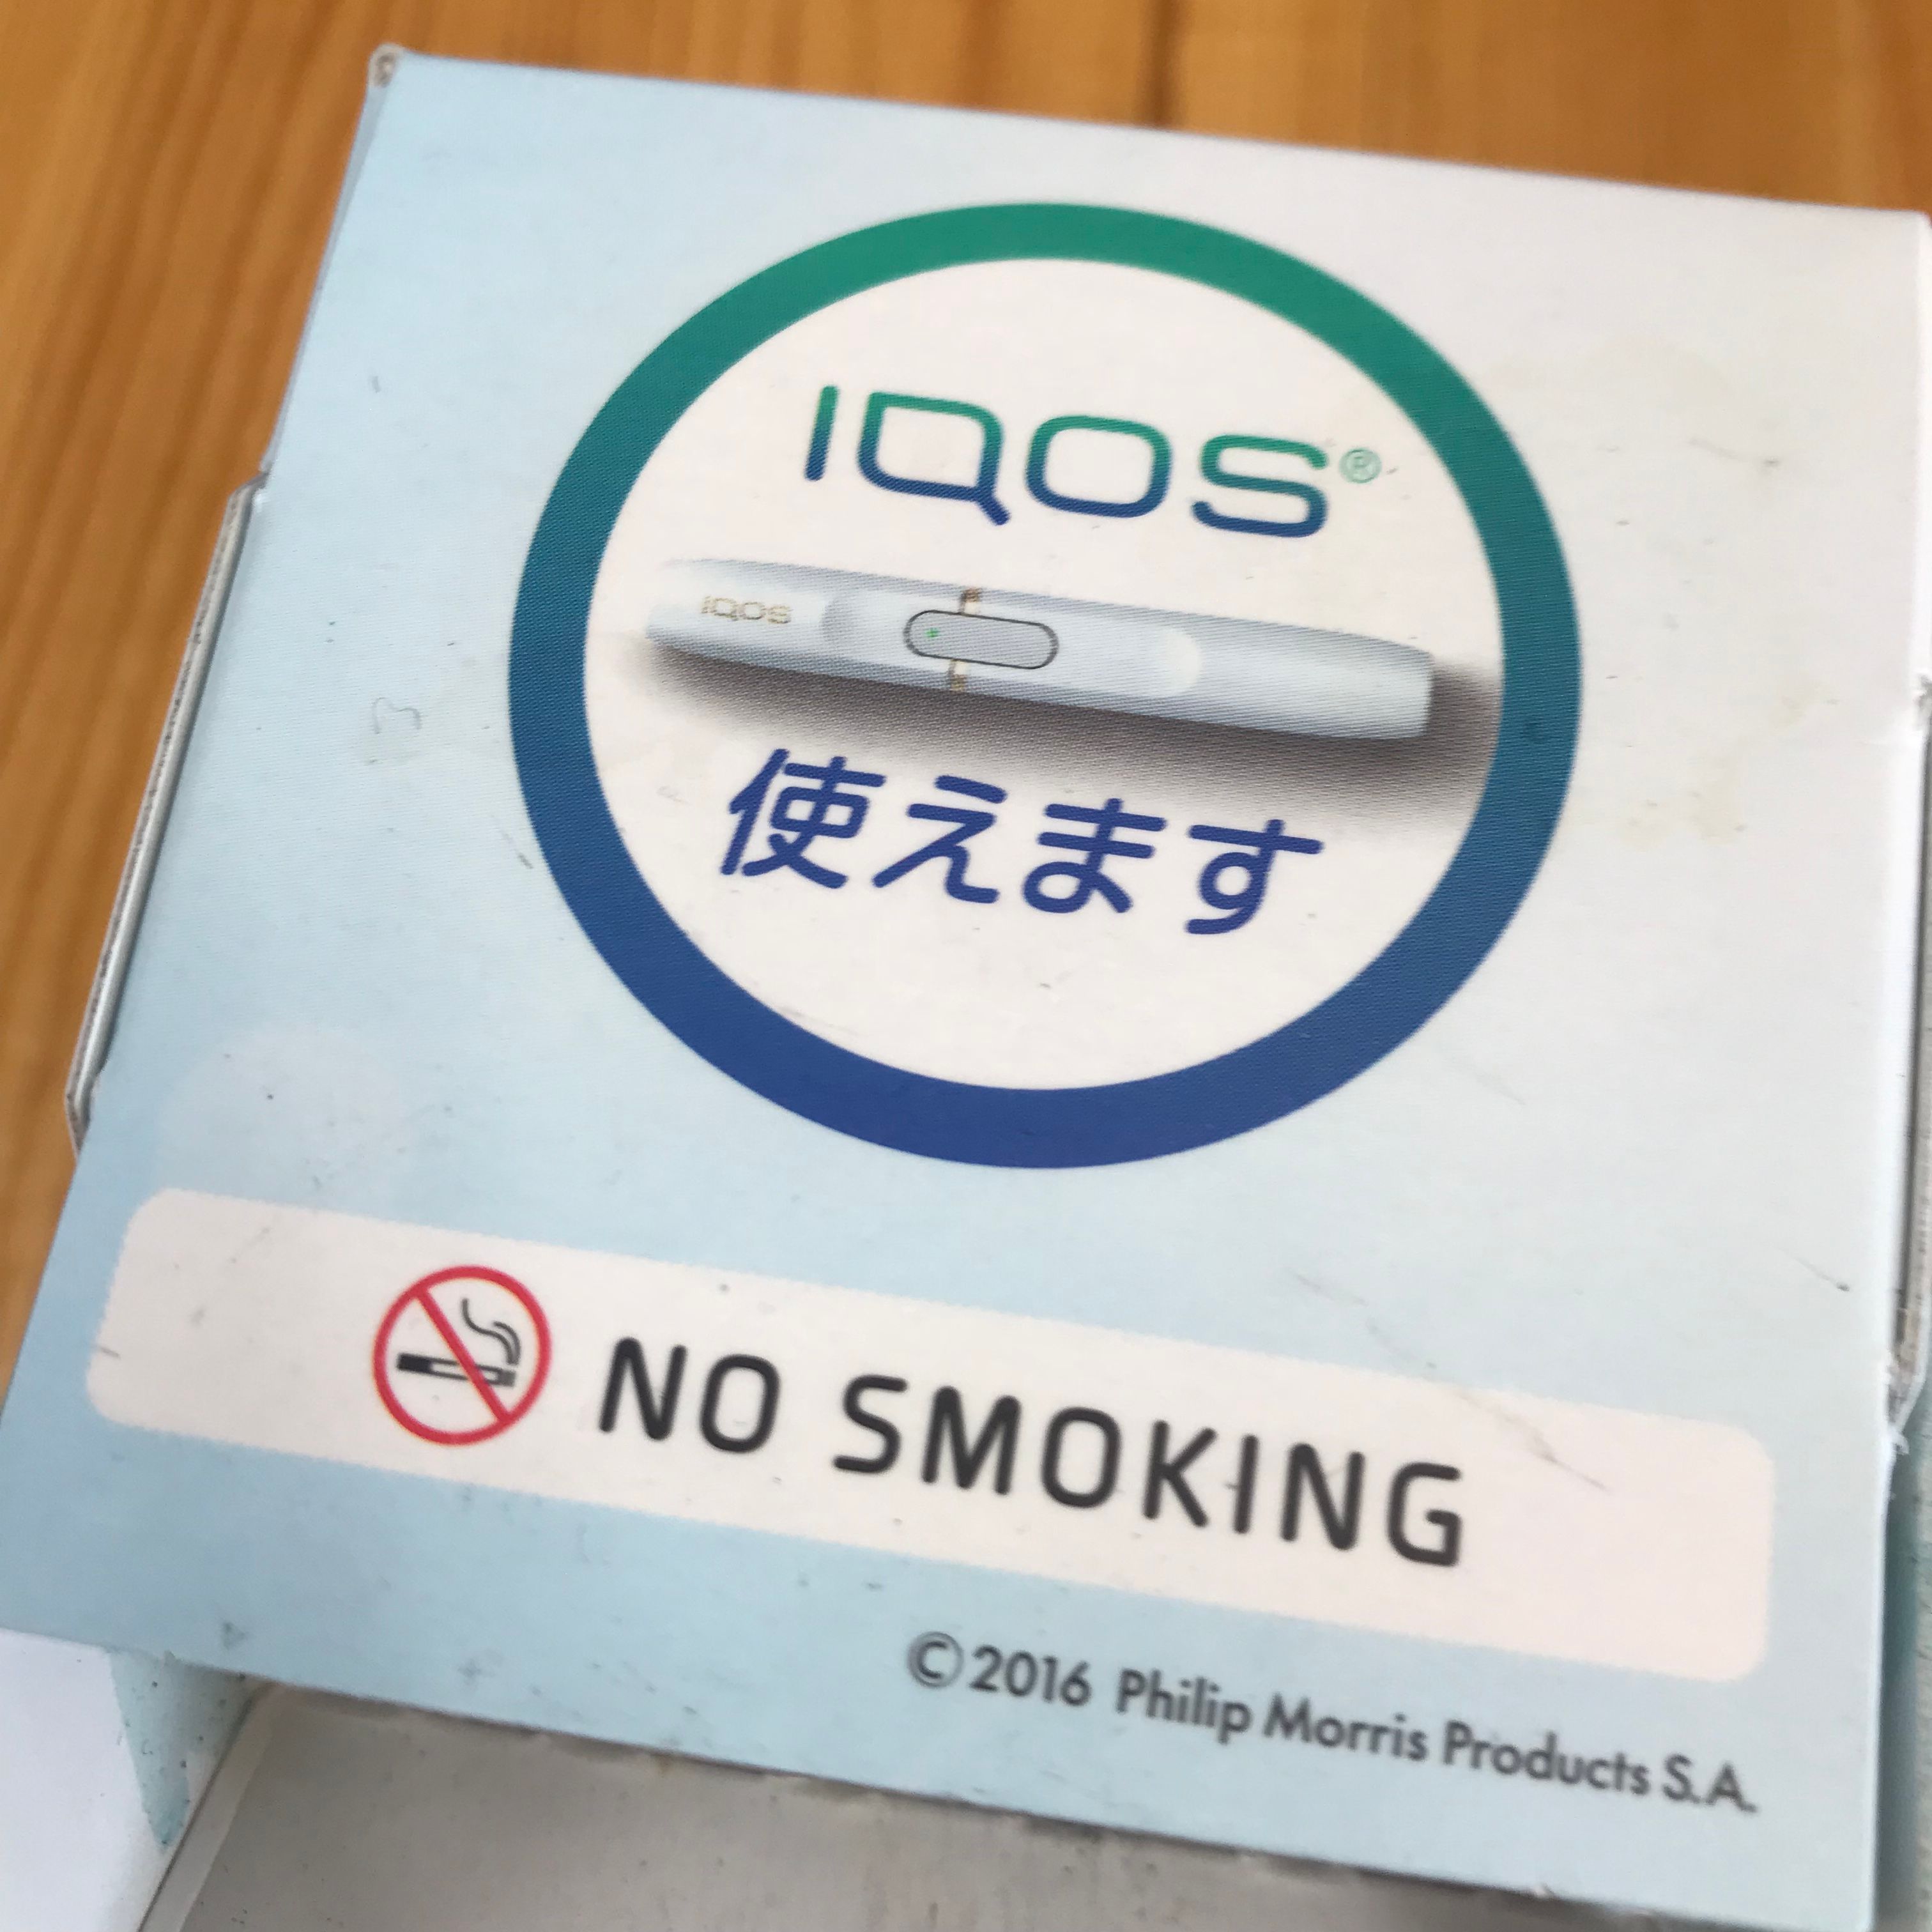 IQOS®
IQOS
使えます
NO SMOKING
©2016 Philip Morris Products S.A.